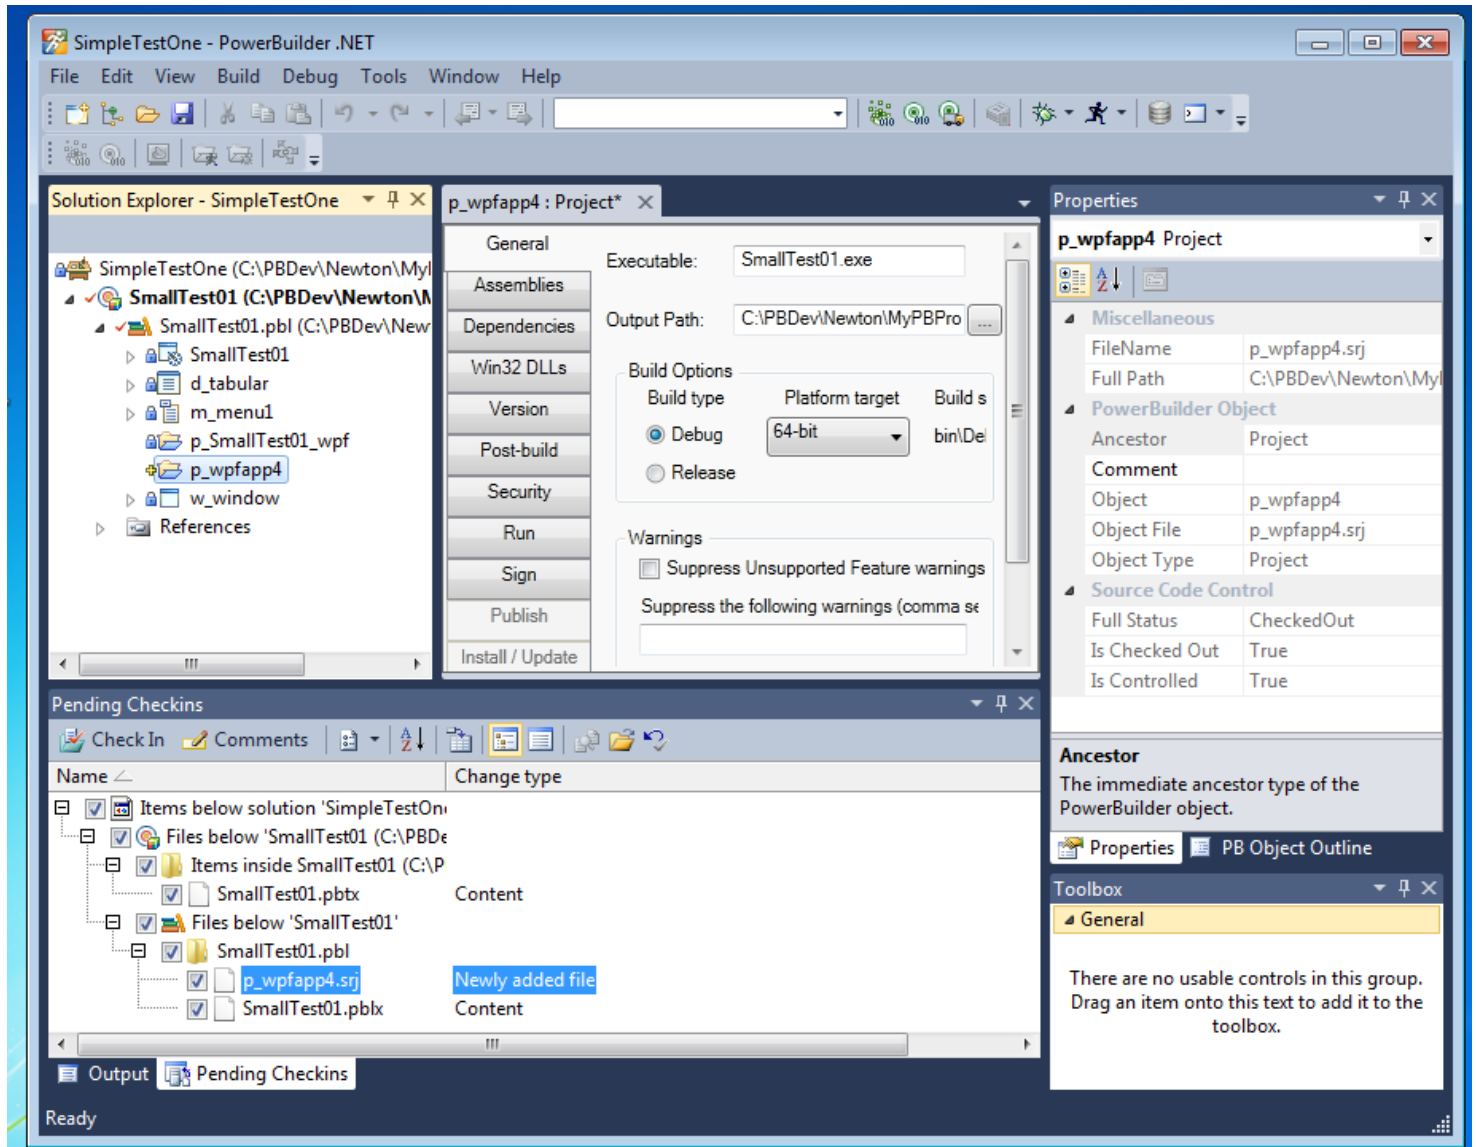 SimpleTestOne - PowerBuilder .NET
File Edit View Build Debug Tools Window Help
Solution Explorer - SimpleTestOne
SimpleTestOne (C:\PBDev\Newton\Myl
SmallTest01 (C:\PBDev\Newton\M
SmallTest01.pbl (C:\PBDev\New
SmallTest01
d_tabular
m_menu1
p_SmallTest01_wpf
p_wpfapp4
w_window
References
p_wpfapp4 : Project*
General
Assemblies
Dependencies
Win32 DLLs
Version
Post-build
Security
Run
Sign
Publish
Install / Update
Executable: SmallTest01.exe
Output Path: C:\PBDev\Newton\MyPBPro ...
Build Options
Build type Platform target Build s
Debug 64-bit bin\De
Release
Warnings
Suppress Unsupported Feature warnings
Suppress the following warnings (comma se
Properties
p_wpfapp4 Project
Miscellaneous
FileName p_wpfapp4.srj
Full Path C:\PBDev\Newton\Myl
PowerBuilder Object
Ancestor Project
Comment
Object p_wpfapp4
Object File p_wpfapp4.srj
Object Type Project
Source Code Control
Full Status CheckedOut
Is Checked Out True
Is Controlled True
Ancestor
The immediate ancestor type of the
PowerBuilder object.
Properties PB Object Outline
Pending Checkins
Check In Comments
Name Change type
Items below solution 'SimpleTestOne
Files below 'SmallTest01 (C:\PBDe
Items inside SmallTest01 (C:\P
SmallTest01.pbtx Content
Files below 'SmallTest01'
SmallTest01.pbl
p_wpfapp4.srj Newly added file
SmallTest01.pblx Content
Output Pending Checkins
Toolbox
General
There are no usable controls in this group.
Drag an item onto this text to add it to the
toolbox.
Ready